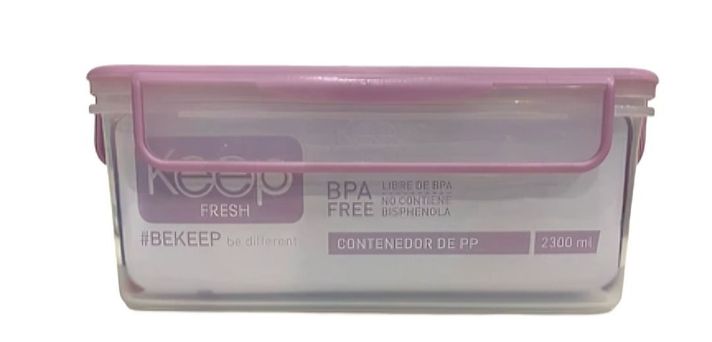 Keep
FRESH
#BEKEEP be different
BPA
FREE
LIBRE DE BPA
NO CONTIENE
BISPHENOLA
CONTENEDOR DE PP
2300 ml